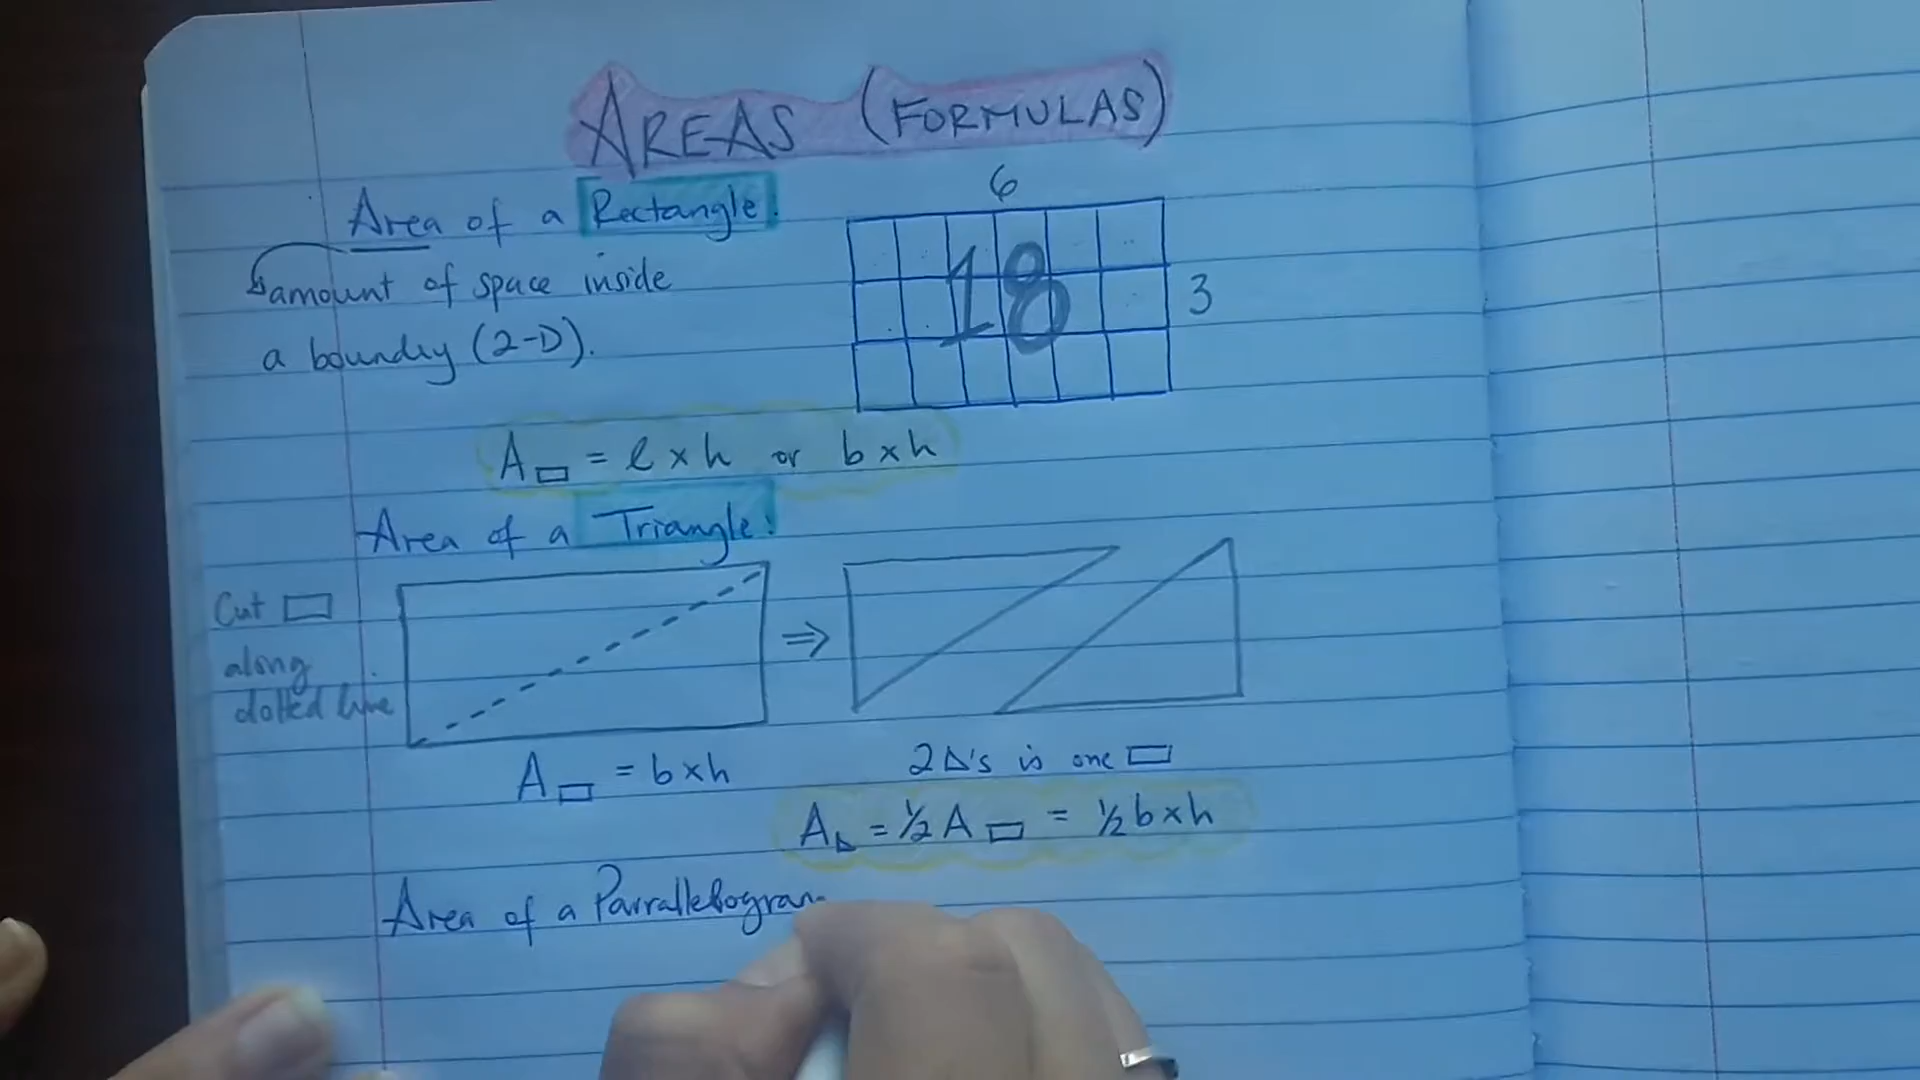 AREAS (FORMULAS)
Area of a Rectangle:
amount of space inside
a boundry (2-D).
6
18
3
A▭ = l × h or b × h
Area of a Triangle:
Cut ▭
along
dotted line
⇒
A▭ = b×h
2△'s is one ▭
A◺ = ½ A▭ = ½ b×h
Area of a Parrallelogram